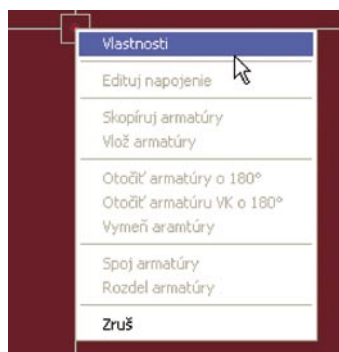 Vlastnosti
Edituj napojenie
Skopíruj armatúry
Vlož armatúry
Otočiť armatúry o 180°
Otočiť armatúru VK o 180°
Vymeň aramtúry
Spoj armatúry
Rozdel armatúry
Zruš